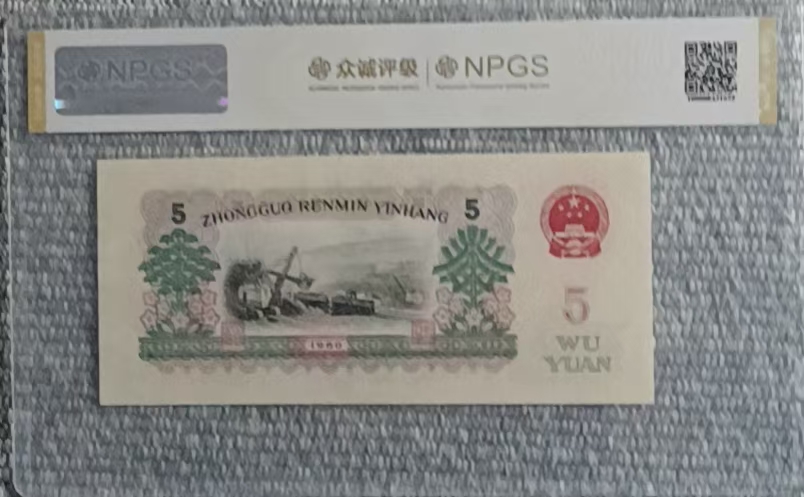 NPGS
众诚评级 NPGS
5 ZHONGGUO RENMIN YINHANG 5
5
WU
YUAN
1960